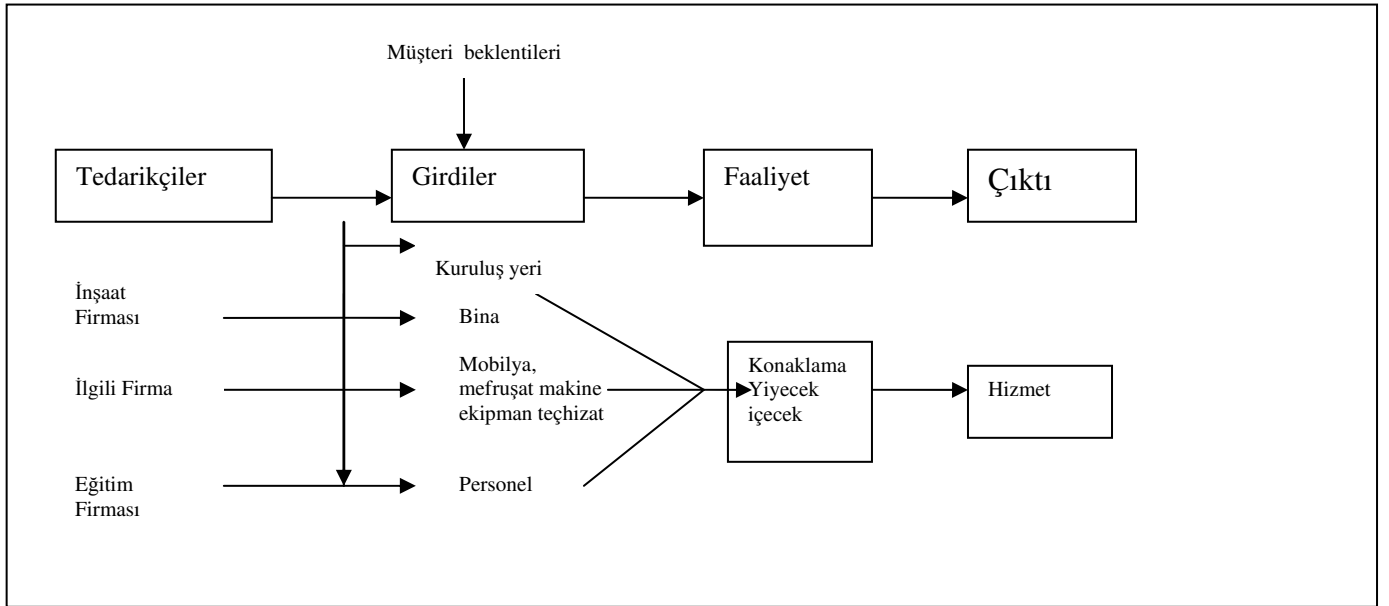 Müşteri beklentileri
Tedarikçiler
Girdiler
Faaliyet
Çıktı
Kuruluş yeri
İnşaat
Firması
Bina
İlgili Firma
Mobilya,
mefruşat makine
ekipman teçhizat
Konaklama
Yiyecek
içecek
Hizmet
Eğitim
Firması
Personel